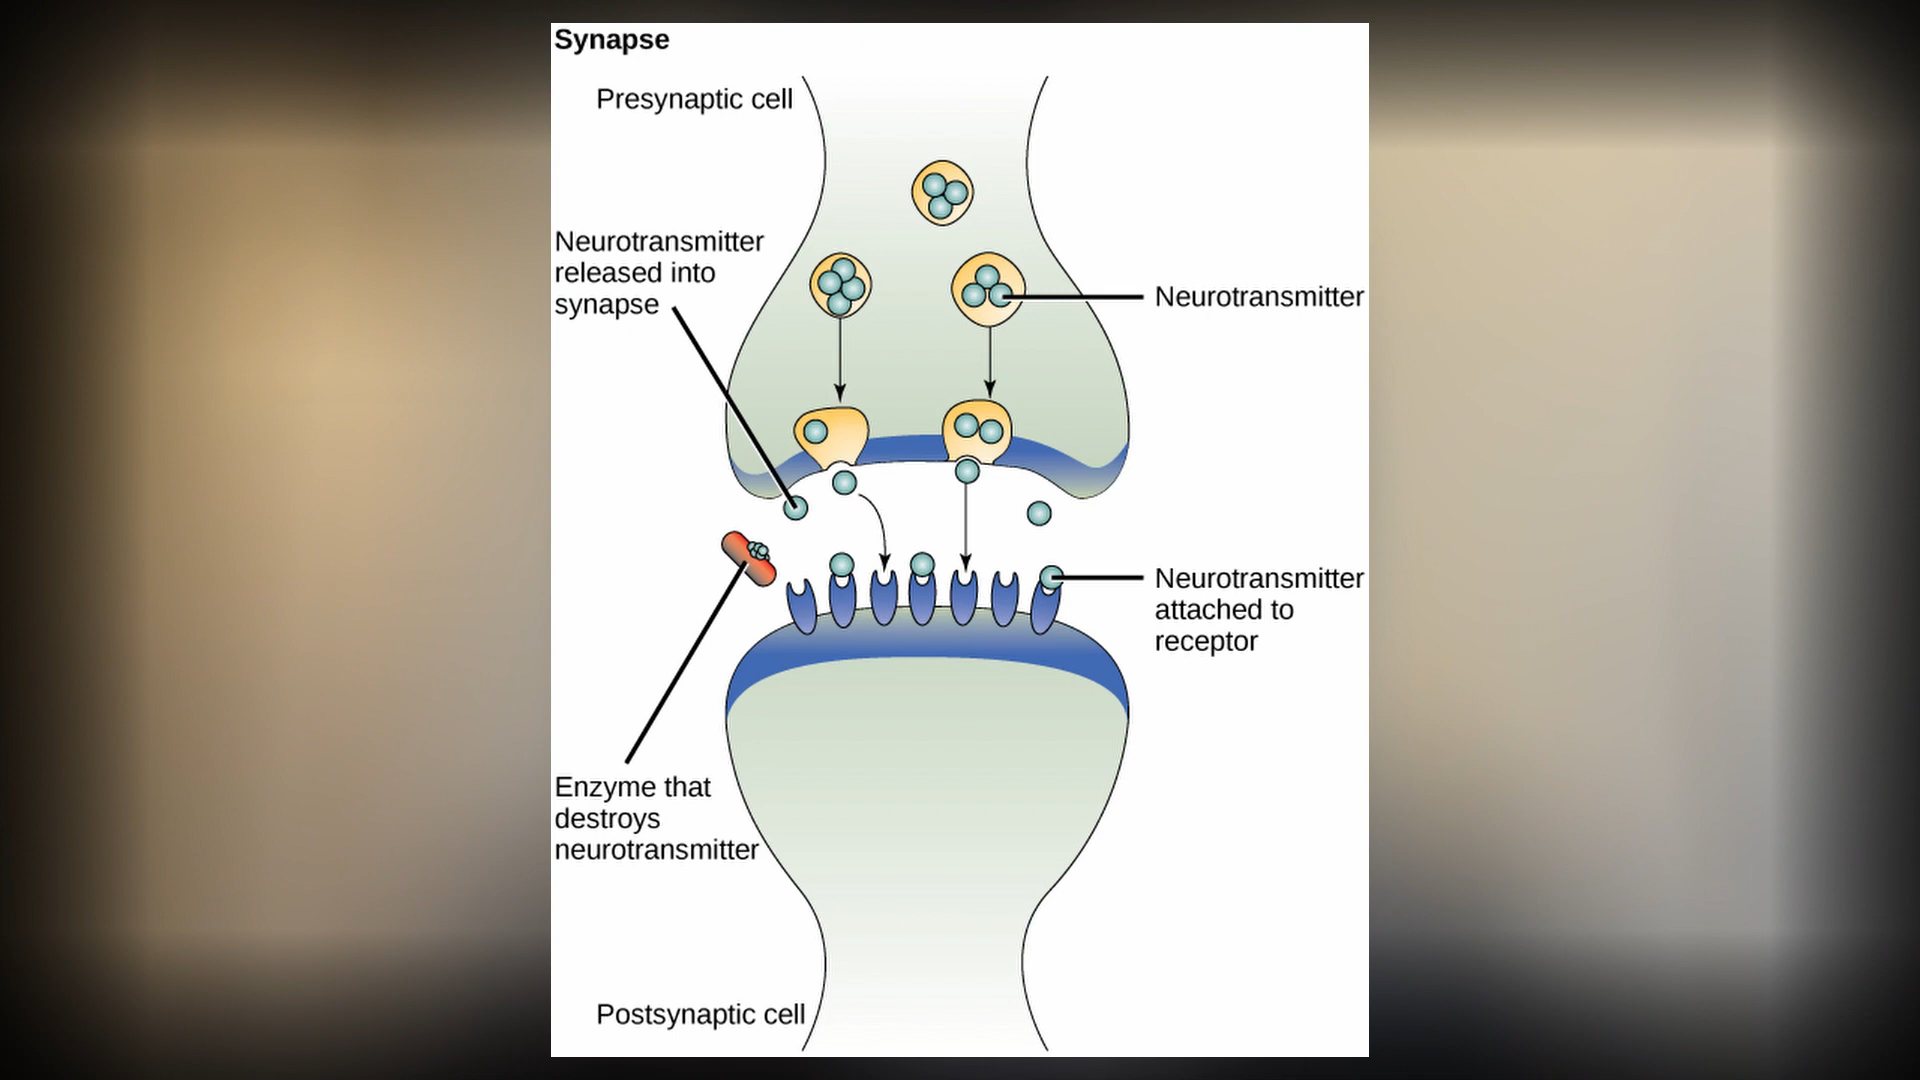 Synapse
Presynaptic cell
Neurotransmitter
released into
synapse
Neurotransmitter
Neurotransmitter
attached to
receptor
Enzyme that
destroys
neurotransmitter
Postsynaptic cell